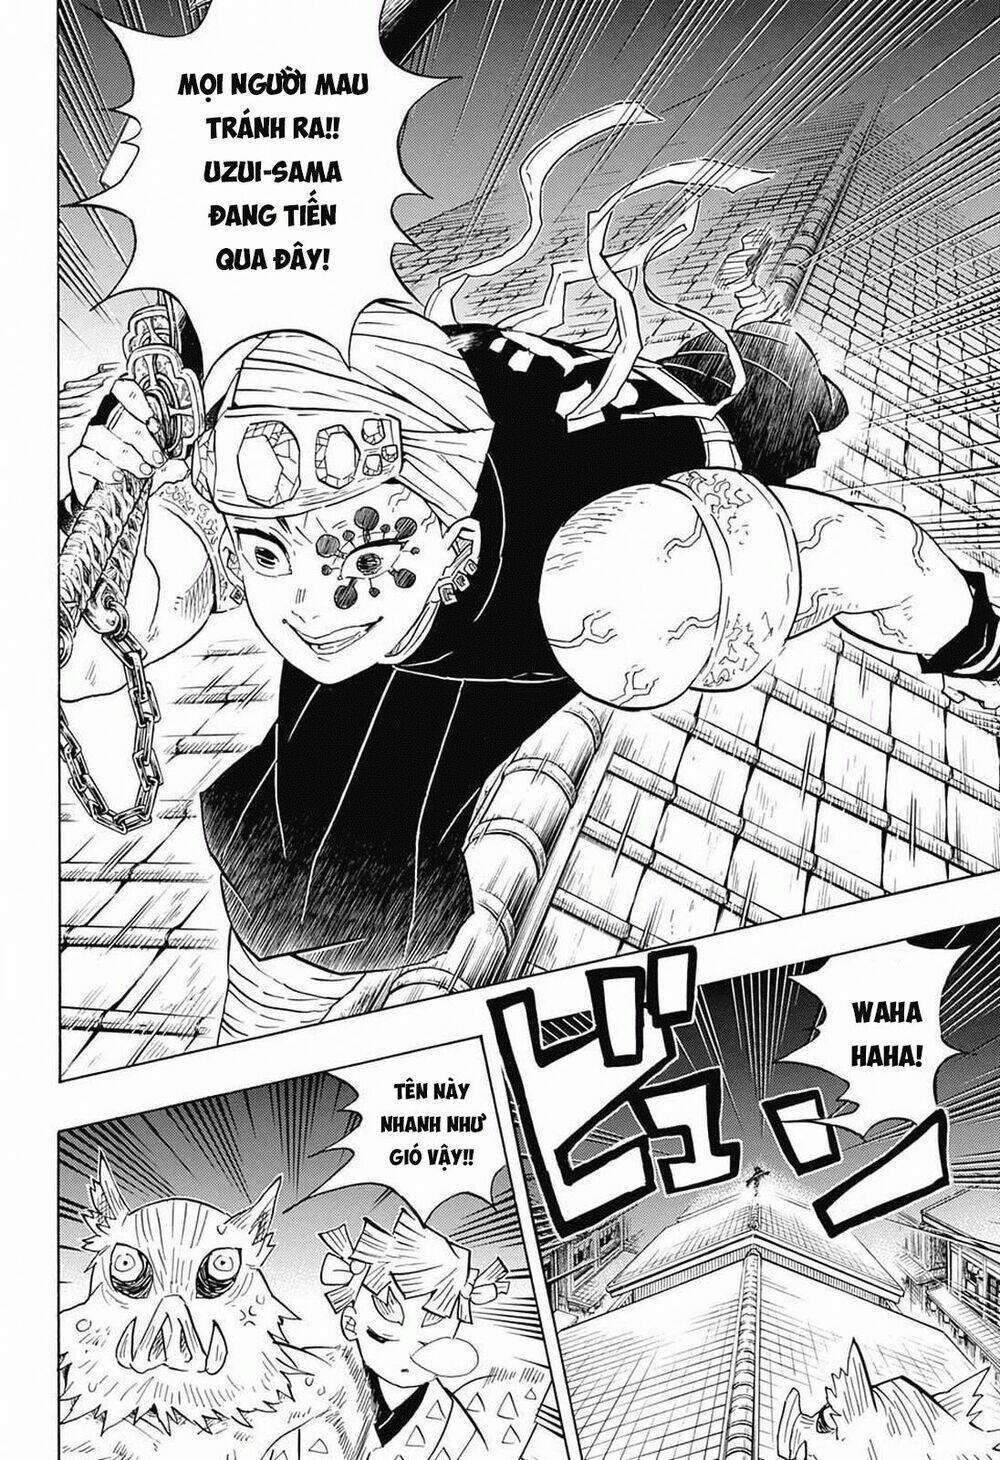 MỌI NGƯỜI MAU
TRÁNH RA!!
UZUI-SAMA
ĐANG TIẾN
QUA ĐÂY!
WAHA
HAHA!
ビュン
TÊN NÀY
NHANH NHƯ
GIÓ VẬY!!